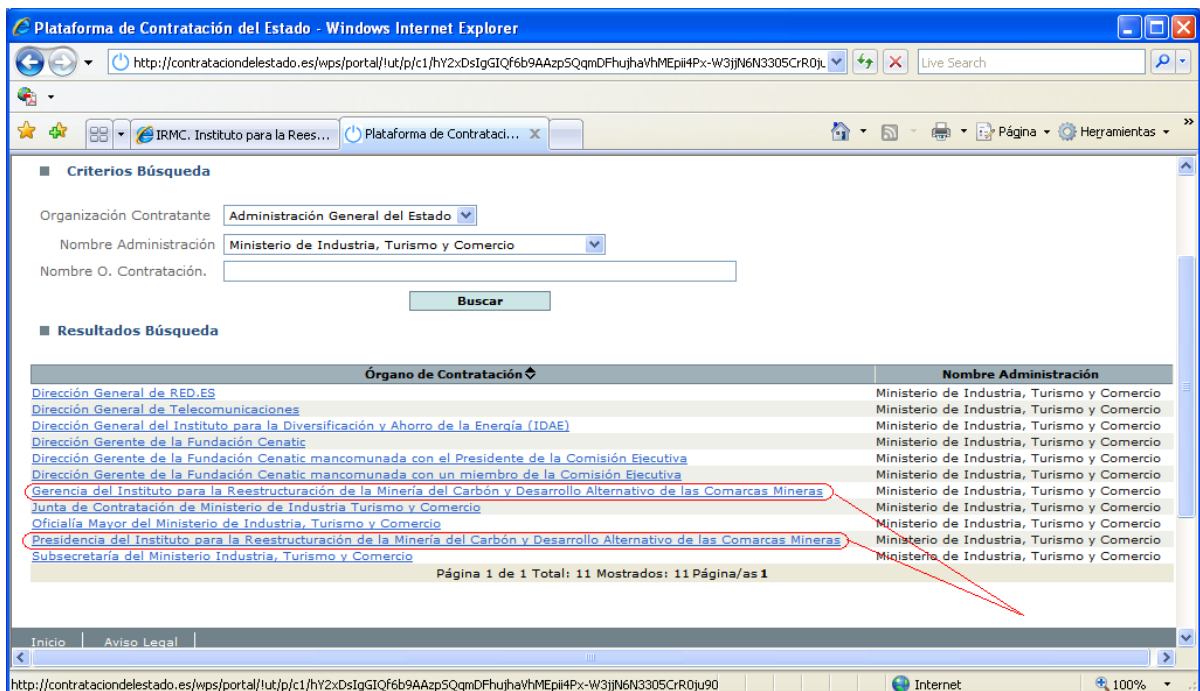 Plataforma de Contratación del Estado - Windows Internet Explorer
http://contrataciondelestado.es/wps/portal/!ut/p/c1/hY2xDsIgGIQf6b9AAzp5QqmDFhujhaVhMEpii4Px-W3jjN6N3305CrR0jι Live Search
IRMC. Instituto para la Rees... Plataforma de Contrataci... Página Herramientas
Criterios Búsqueda
Organización Contratante Administración General del Estado
Nombre Administración Ministerio de Industria, Turismo y Comercio
Nombre O. Contratación.
Buscar
Resultados Búsqueda
Órgano de Contratación Nombre Administración
Dirección General de RED.ES Ministerio de Industria, Turismo y Comercio
Dirección General de Telecomunicaciones Ministerio de Industria, Turismo y Comercio
Dirección General del Instituto para la Diversificación y Ahorro de la Energía (IDAE) Ministerio de Industria, Turismo y Comercio
Dirección Gerente de la Fundación Cenatic Ministerio de Industria, Turismo y Comercio
Dirección Gerente de la Fundación Cenatic mancomunada con el Presidente de la Comisión Ejecutiva Ministerio de Industria, Turismo y Comercio
Dirección Gerente de la Fundación Cenatic mancomunada con un miembro de la Comisión Ejecutiva Ministerio de Industria, Turismo y Comercio
Gerencia del Instituto para la Reestructuración de la Minería del Carbón y Desarrollo Alternativo de las Comarcas Mineras Ministerio de Industria, Turismo y Comercio
Junta de Contratación de Ministerio de Industria Turismo y Comercio Ministerio de Industria, Turismo y Comercio
Oficialía Mayor del Ministerio de Industria, Turismo y Comercio Ministerio de Industria, Turismo y Comercio
Presidencia del Instituto para la Reestructuración de la Minería del Carbón y Desarrollo Alternativo de las Comarcas Mineras Ministerio de Industria, Turismo y Comercio
Subsecretaría del Ministerio Industria, Turismo y Comercio Ministerio de Industria, Turismo y Comercio
Página 1 de 1 Total: 11 Mostrados: 11 Página/as 1
Inicio Aviso Legal
http://contrataciondelestado.es/wps/portal/!ut/p/c1/hY2xDsIgGIQf6b9AAzp5QqmDFhujhaVhMEpii4Px-W3jjN6N3305CrR0ju90 Internet 100%